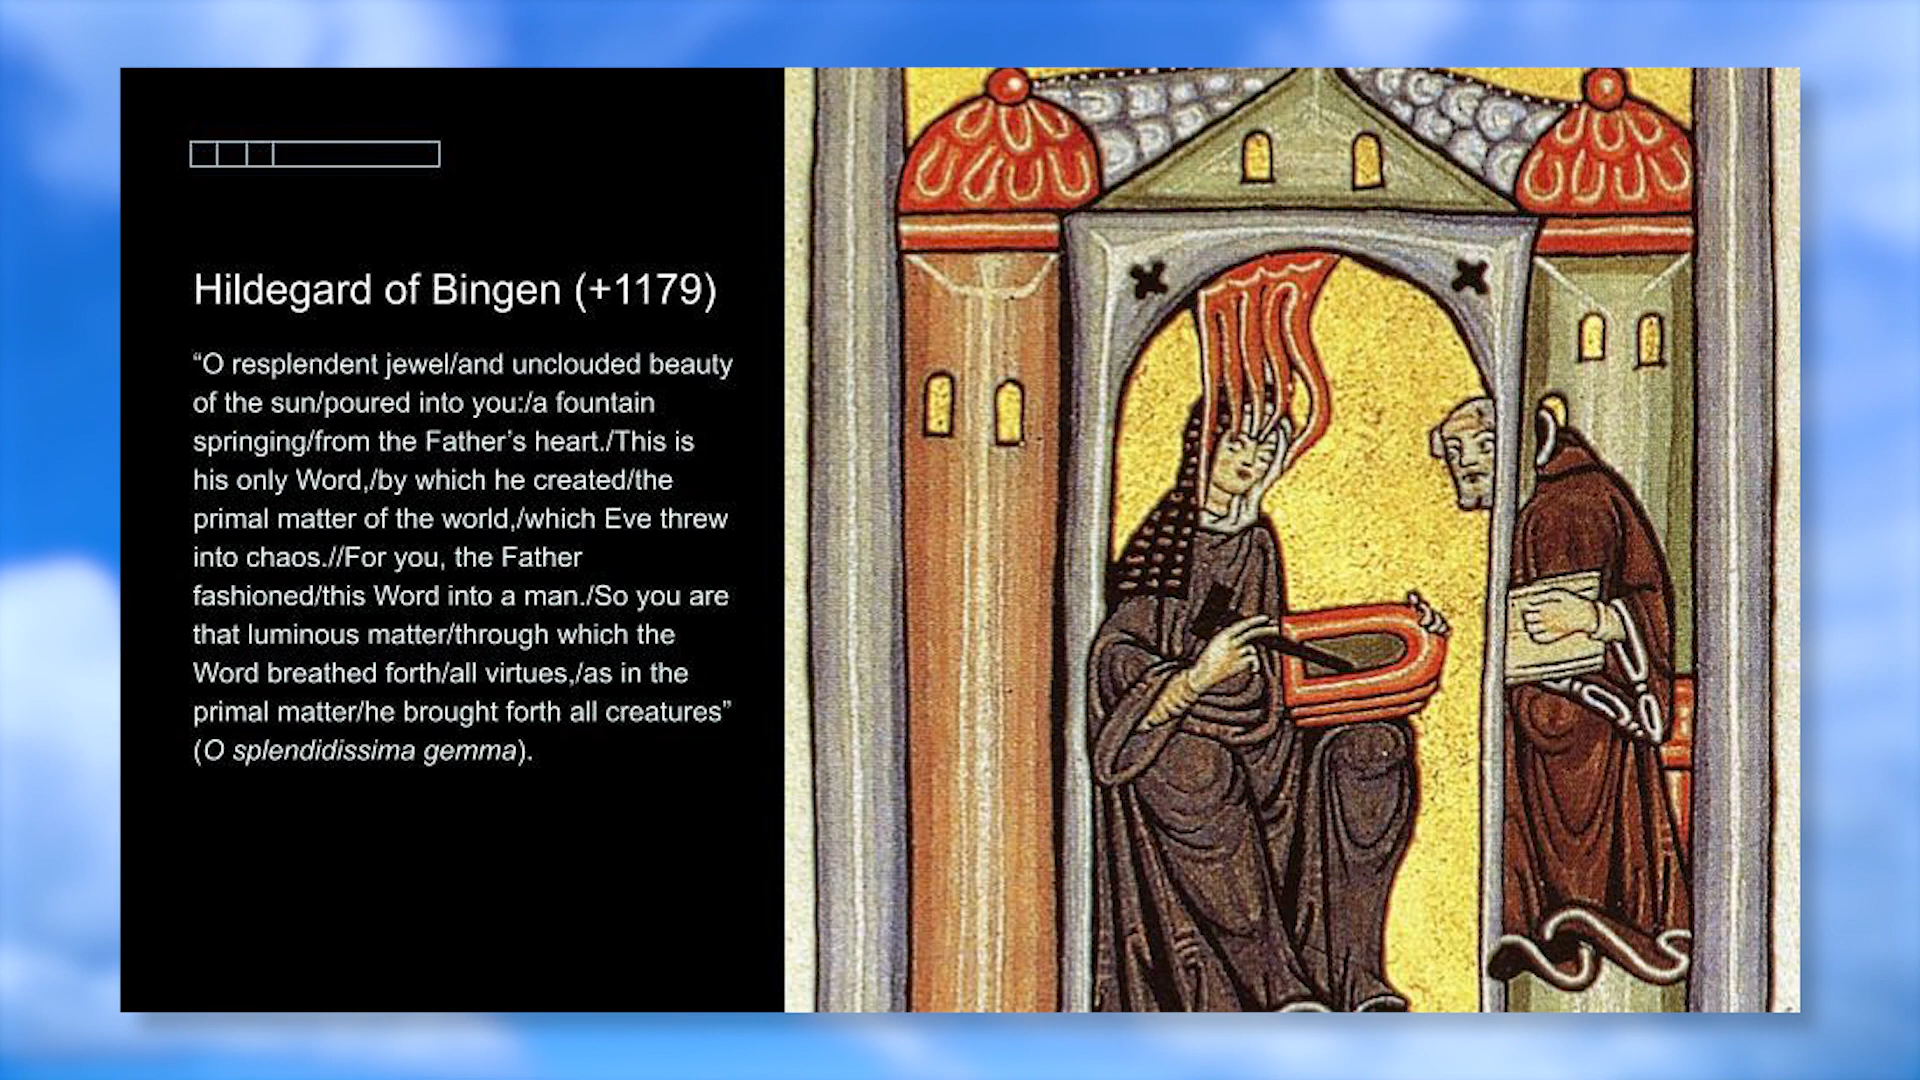 Hildegard of Bingen (+1179)
“O resplendent jewel/and unclouded beauty
of the sun/poured into you:/a fountain
springing/from the Father’s heart./This is
his only Word,/by which he created/the
primal matter of the world,/which Eve threw
into chaos.//For you, the Father
fashioned/this Word into a man./So you are
that luminous matter/through which the
Word breathed forth/all virtues,/as in the
primal matter/he brought forth all creatures”
(O splendidissima gemma).